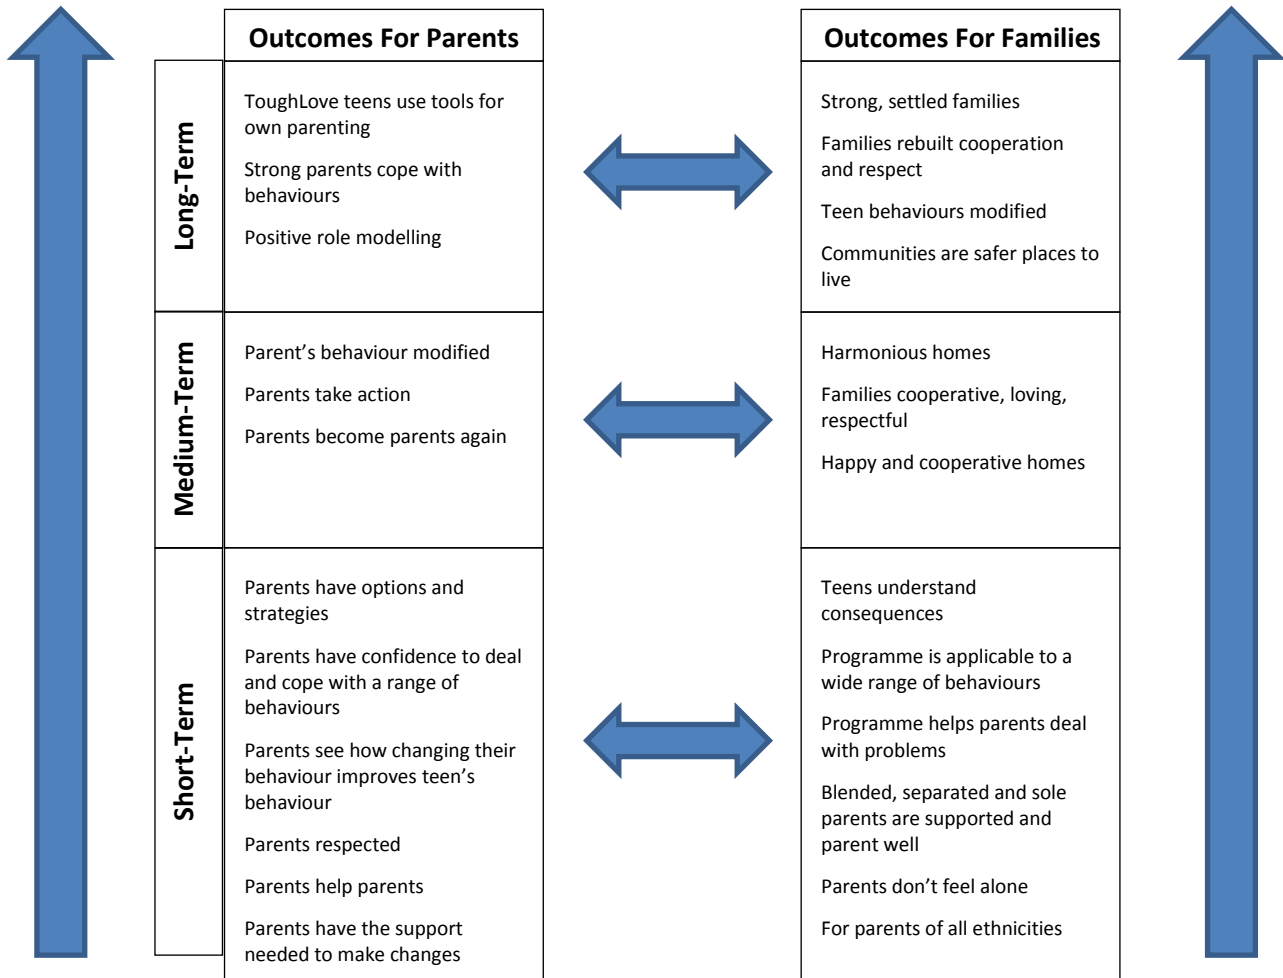 Outcomes For Parents
Outcomes For Families
Long-Term
ToughLove teens use tools for
own parenting
Strong parents cope with
behaviours
Positive role modelling
Strong, settled families
Families rebuilt cooperation
and respect
Teen behaviours modified
Communities are safer places to
live
Medium-Term
Parent’s behaviour modified
Parents take action
Parents become parents again
Harmonious homes
Families cooperative, loving,
respectful
Happy and cooperative homes
Short-Term
Parents have options and
strategies
Parents have confidence to deal
and cope with a range of
behaviours
Parents see how changing their
behaviour improves teen’s
behaviour
Parents respected
Parents help parents
Parents have the support
needed to make changes
Teens understand
consequences
Programme is applicable to a
wide range of behaviours
Programme helps parents deal
with problems
Blended, separated and sole
parents are supported and
parent well
Parents don’t feel alone
For parents of all ethnicities